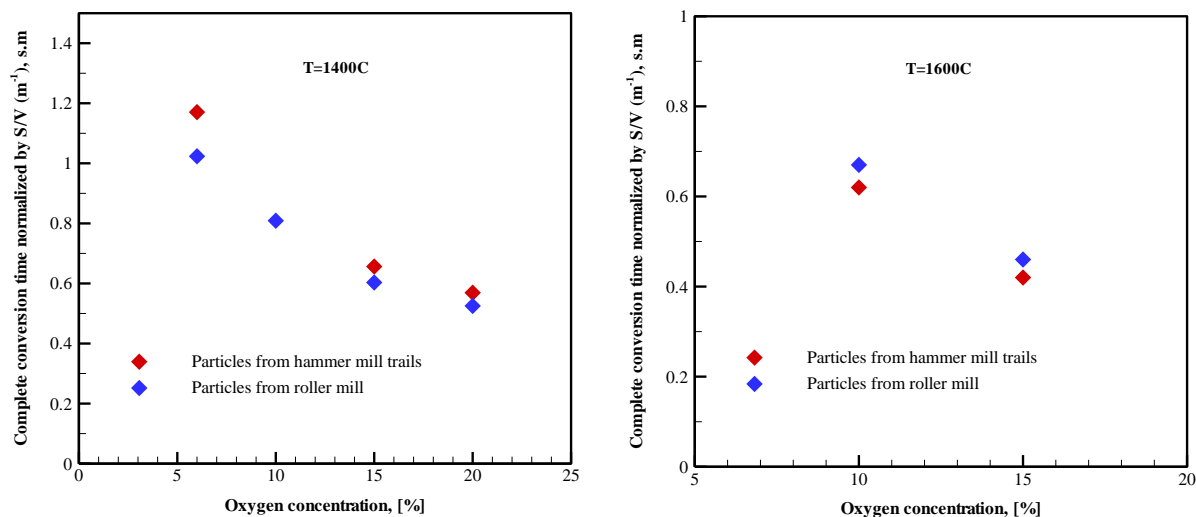 Complete conversion time normalized by S/V (m-1), s.m
1.4
1.2
1
0.8
0.6
0.4
0.2
0
T=1400C
Particles from hammer mill trails
Particles from roller mill
0 5 10 15 20 25
Oxygen concentration, [%]
Complete conversion time normalized by S/V (m-1), s.m
1
0.8
0.6
0.4
0.2
0
T=1600C
Particles from hammer mill trails
Particles from roller mill
5 10 15 20
Oxygen concentration, [%]